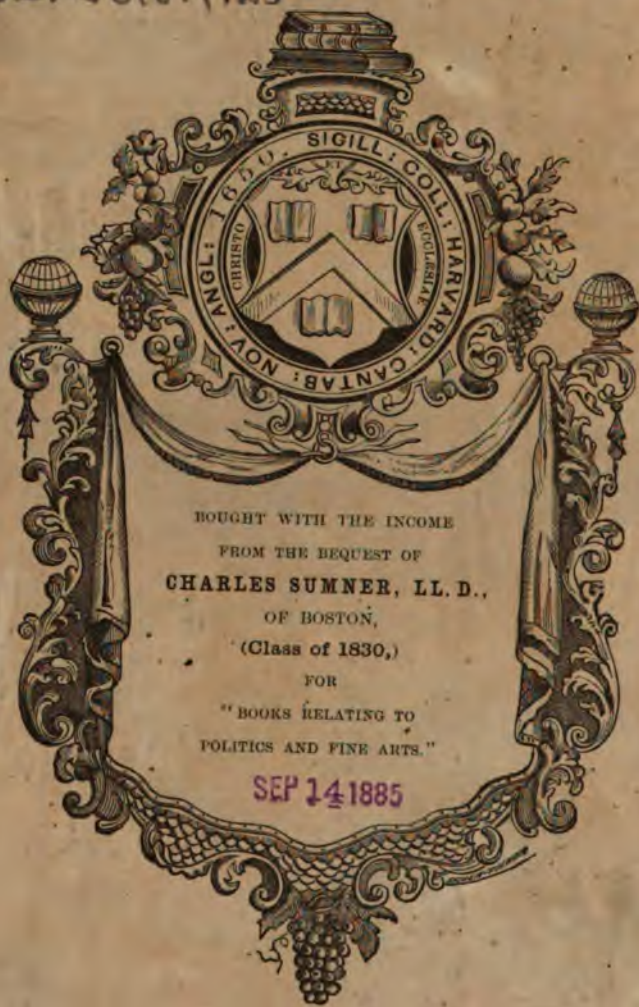 SIGILL : COLL : HARVARD : CANTAB : NOV : ANGL : 1650.
ET
CHRISTO
ECCLESIAE
BOUGHT WITH THE INCOME
FROM THE BEQUEST OF
CHARLES SUMNER, LL. D.,
OF BOSTON,
(Class of 1830,)
FOR
"BOOKS RELATING TO
POLITICS AND FINE ARTS."
SEP 14 1885